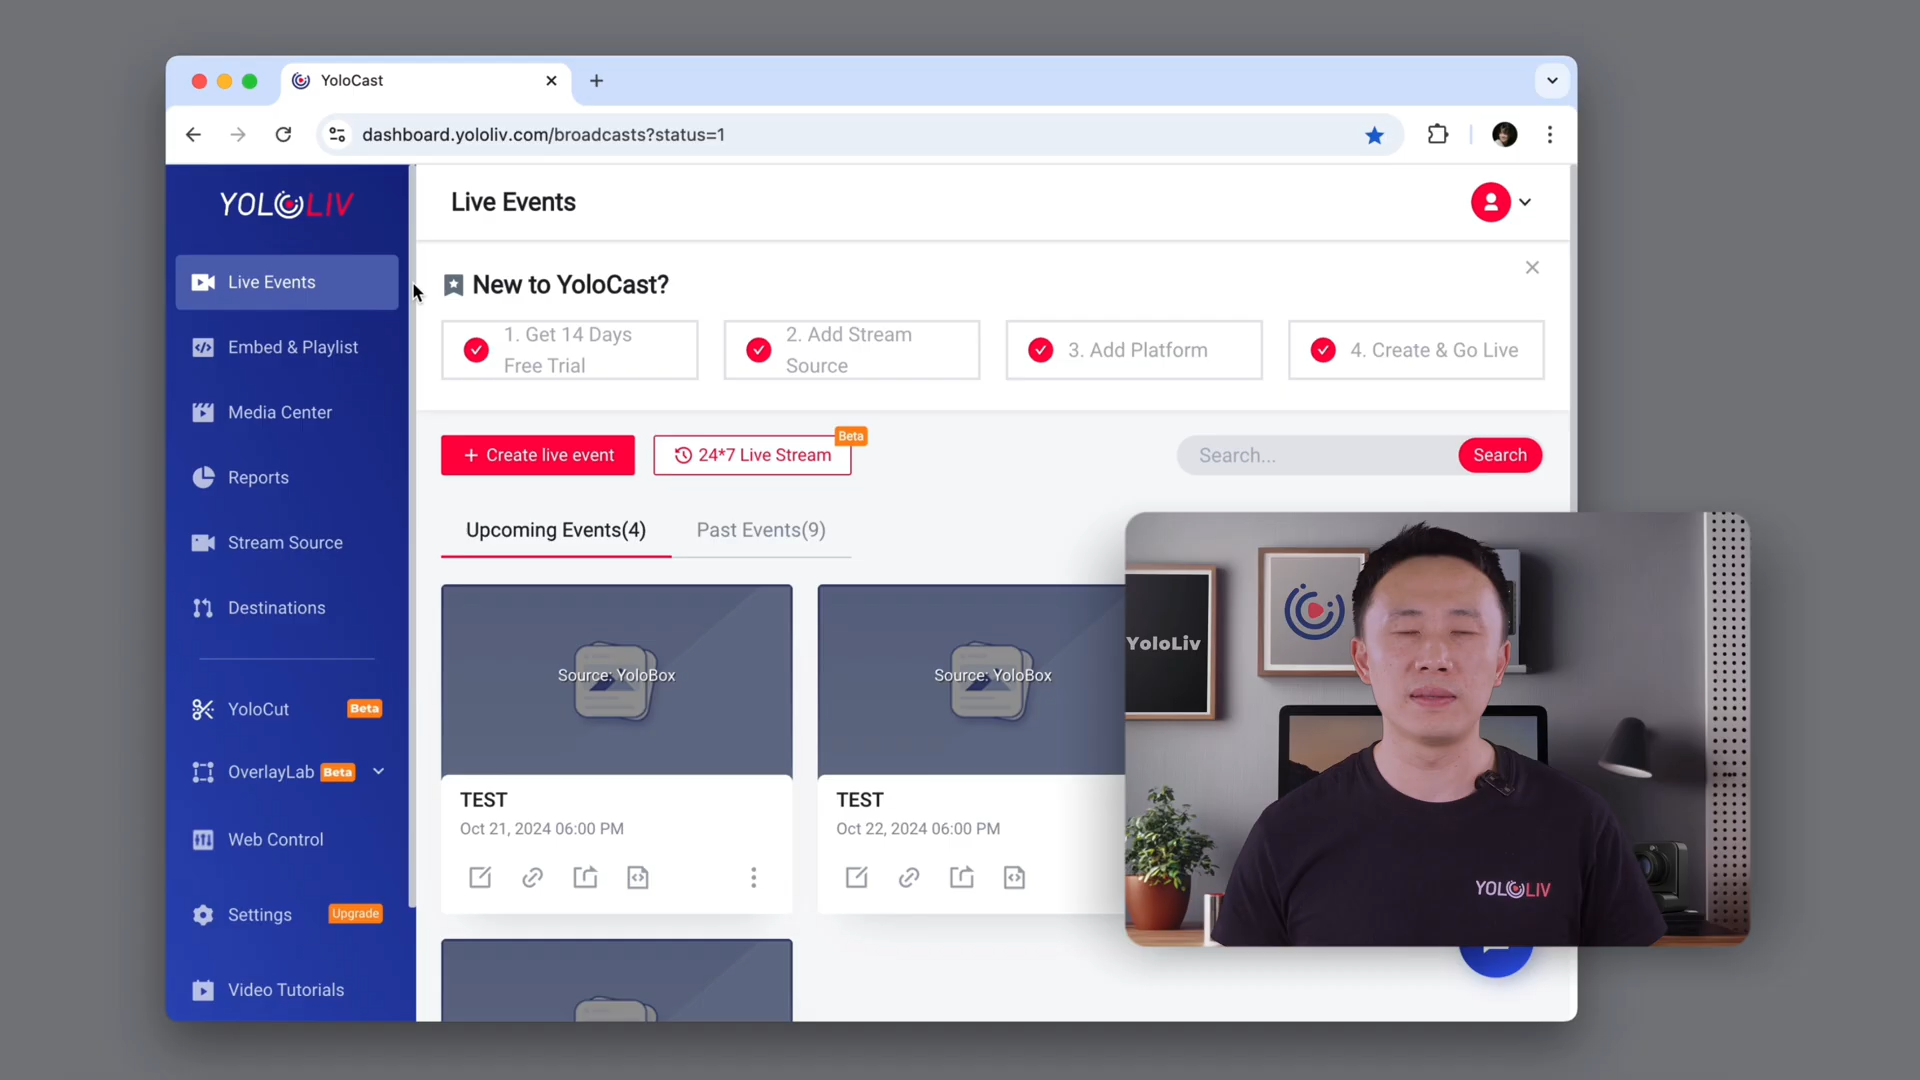 YoloCast
dashboard.yololiv.com/broadcasts?status=1
YOLOLIV
Live Events
Embed & Playlist
Media Center
Reports
Stream Source
Destinations
YoloCut Beta
OverlayLab Beta
Web Control
Settings Upgrade
Video Tutorials
Live Events
New to YoloCast?
1. Get 14 Days
Free Trial
2. Add Stream
Source
3. Add Platform
4. Create & Go Live
+ Create live event
24*7 Live Stream
Beta
Search...
Search
Upcoming Events(4)
Past Events(9)
Source: YoloBox
TEST
Oct 21, 2024 06:00 PM
Source: YoloBox
TEST
Oct 22, 2024 06:00 PM
YoloLiv
YOLOLIV